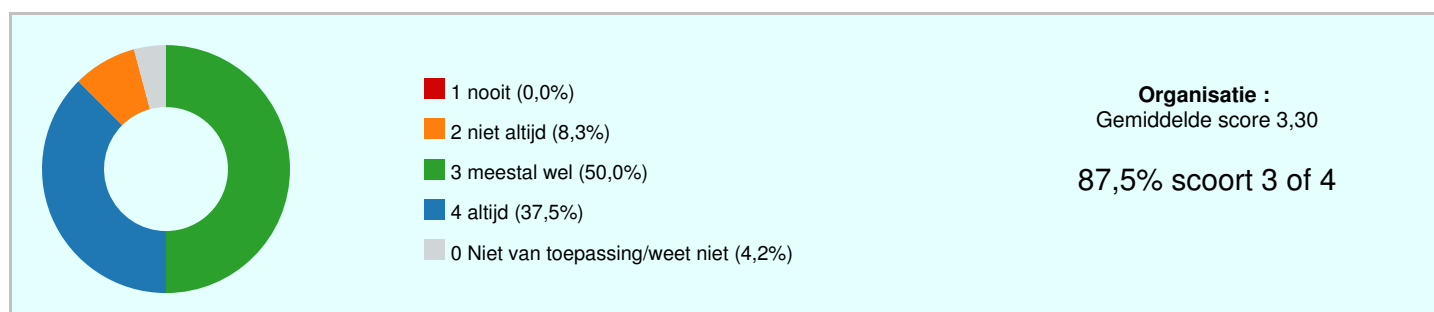 1 nooit (0,0%)
2 niet altijd (8,3%)
3 meestal wel (50,0%)
4 altijd (37,5%)
0 Niet van toepassing/weet niet (4,2%)
Organisatie :
Gemiddelde score 3,30
87,5% scoort 3 of 4